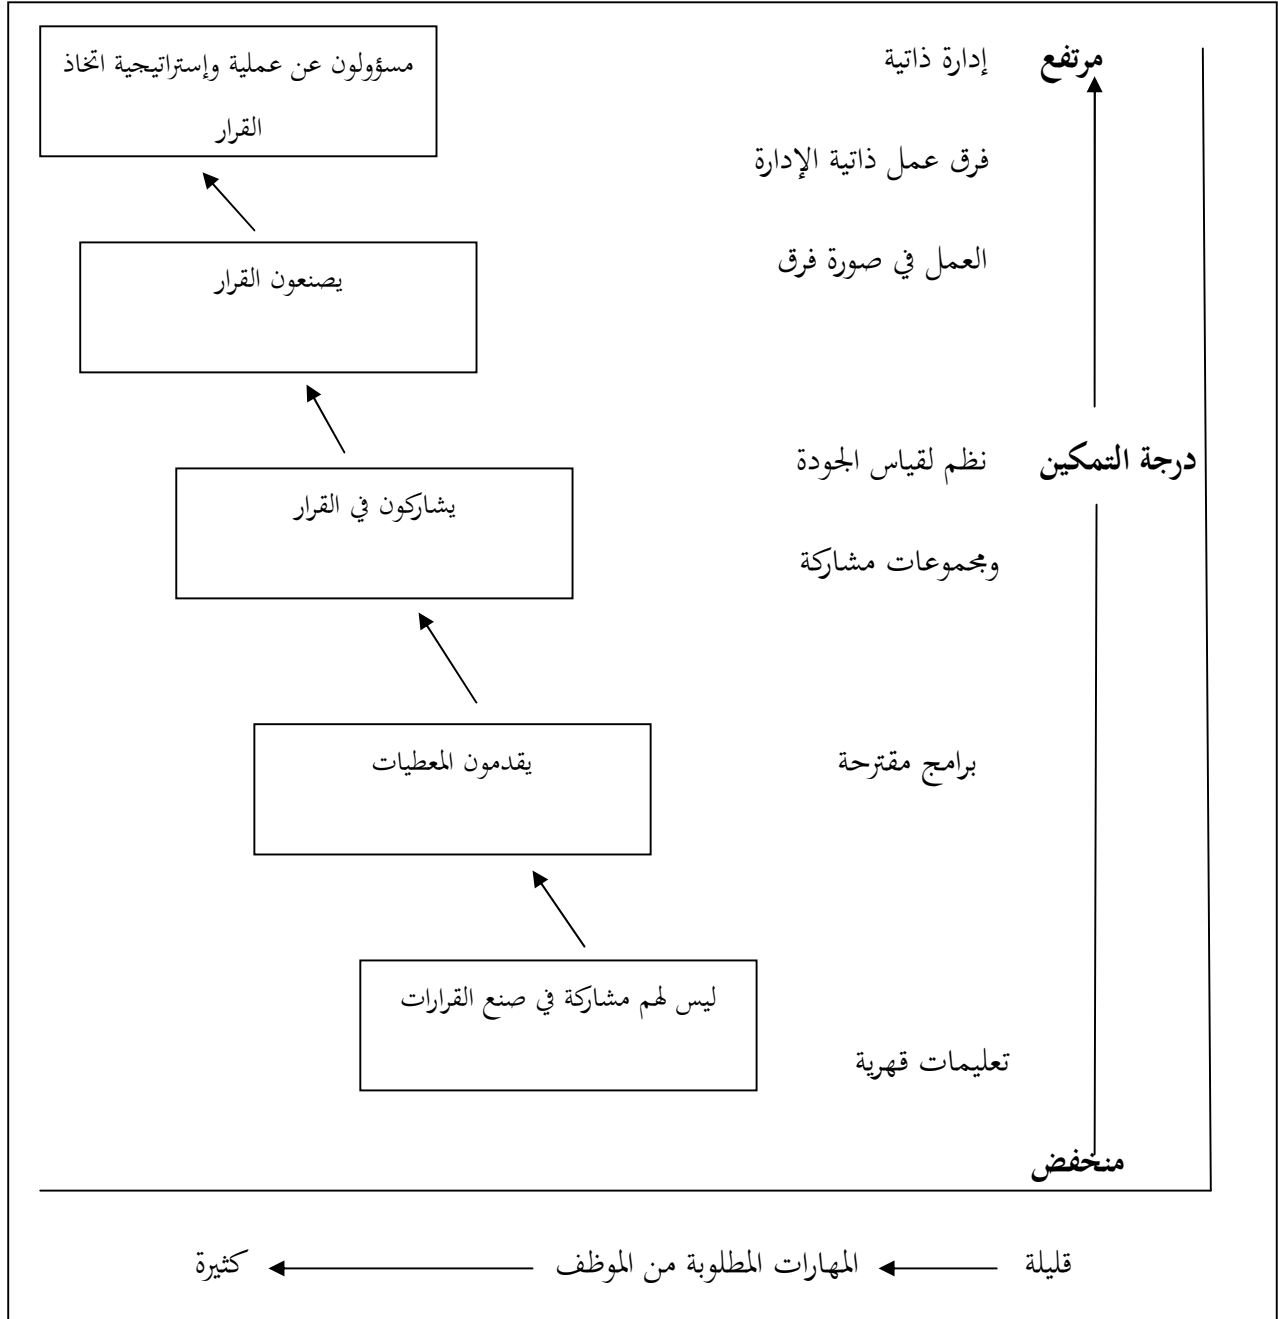 مرتفع
إدارة ذاتية
مسؤولون عن عملية وإستراتيجية اتخاذ
القرار
فرق عمل ذاتية الإدارة
العمل في صورة فرق
يصنعون القرار
درجة التمكين
نظم لقياس الجودة
يشاركون في القرار
ومجموعات مشاركة
برامج مقترحة
يقدمون المعطيات
ليس لهم مشاركة في صنع القرارات
تعليمات قهرية
منخفض
قليلة
المهارات المطلوبة من الموظف
كثيرة